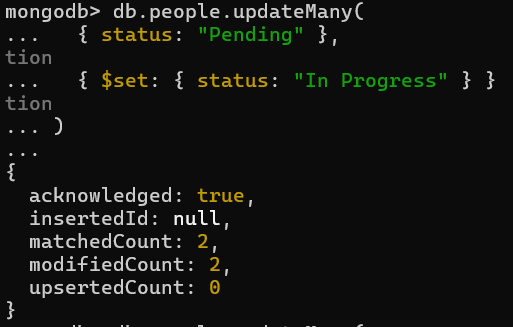 mongodb> db.people.updateMany(
...   { status: "Pending" },
tion
...   { $set: { status: "In Progress" } }
tion
... )
...
{
  acknowledged: true,
  insertedId: null,
  matchedCount: 2,
  modifiedCount: 2,
  upsertedCount: 0
}